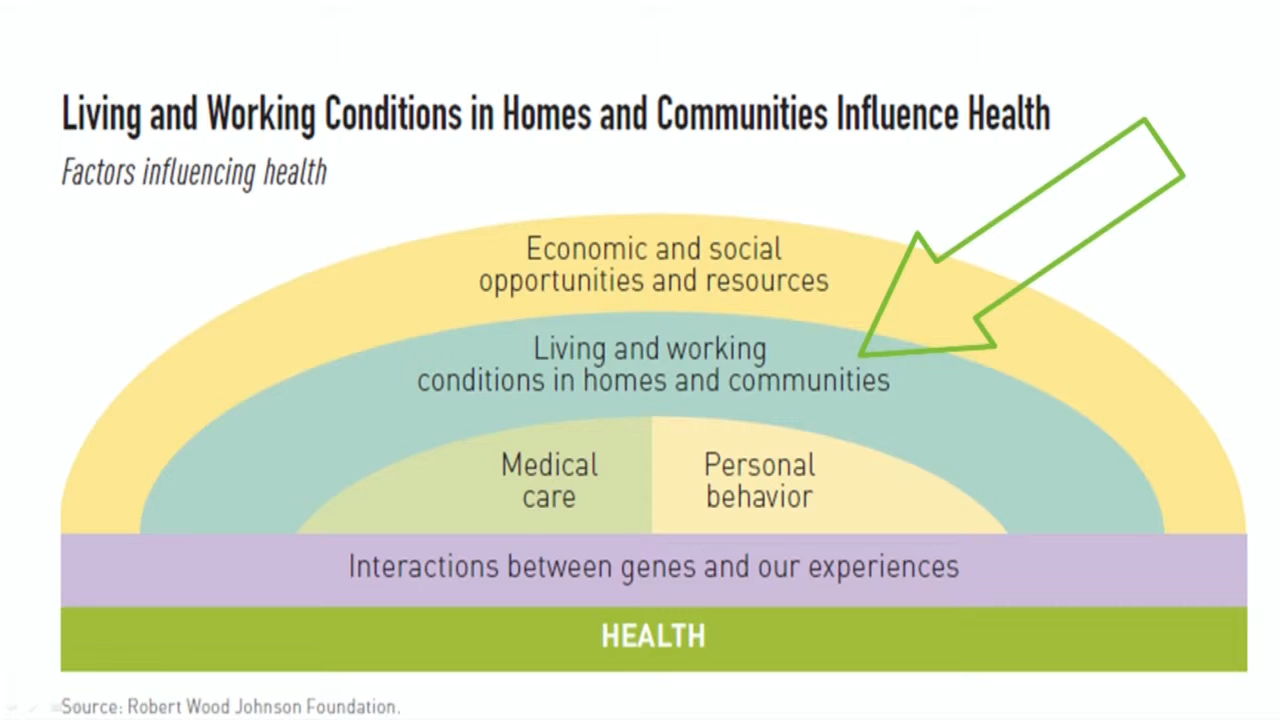 Living and Working Conditions in Homes and Communities Influence Health
Factors influencing health
Economic and social
opportunities and resources
Living and working
conditions in homes and communities
Medical
care
Personal
behavior
Interactions between genes and our experiences
HEALTH
Source: Robert Wood Johnson Foundation.